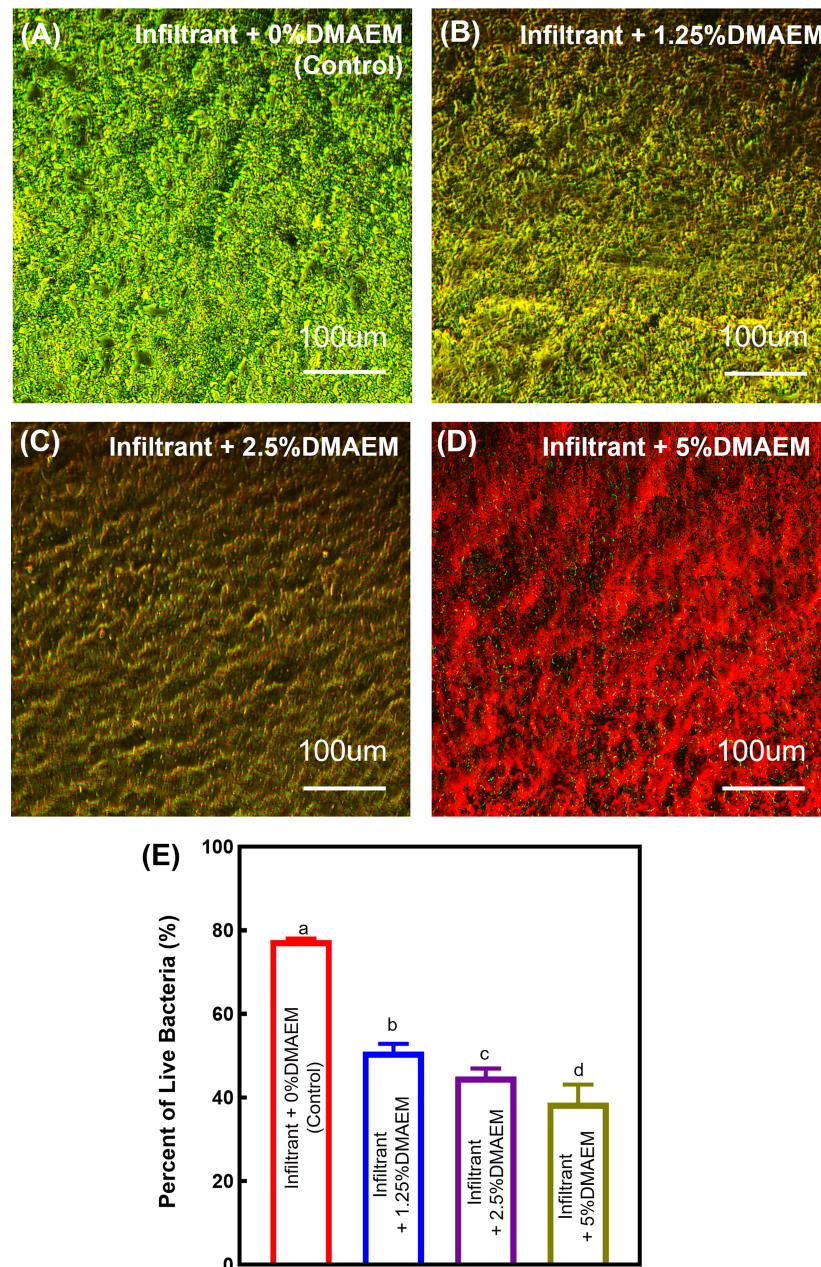 (A) Infiltrant + 0%DMAEM
(Control)
100um
(B) Infiltrant + 1.25%DMAEM
100um
(C) Infiltrant + 2.5%DMAEM
100um
(D) Infiltrant + 5%DMAEM
100um
(E)
Percent of Live Bacteria (%)
100
80
60
40
20
0
a
b
c
d
Infiltrant + 0%DMAEM
(Control)
Infiltrant
+ 1.25%DMAEM
Infiltrant
+ 2.5%DMAEM
Infiltrant
+ 5%DMAEM